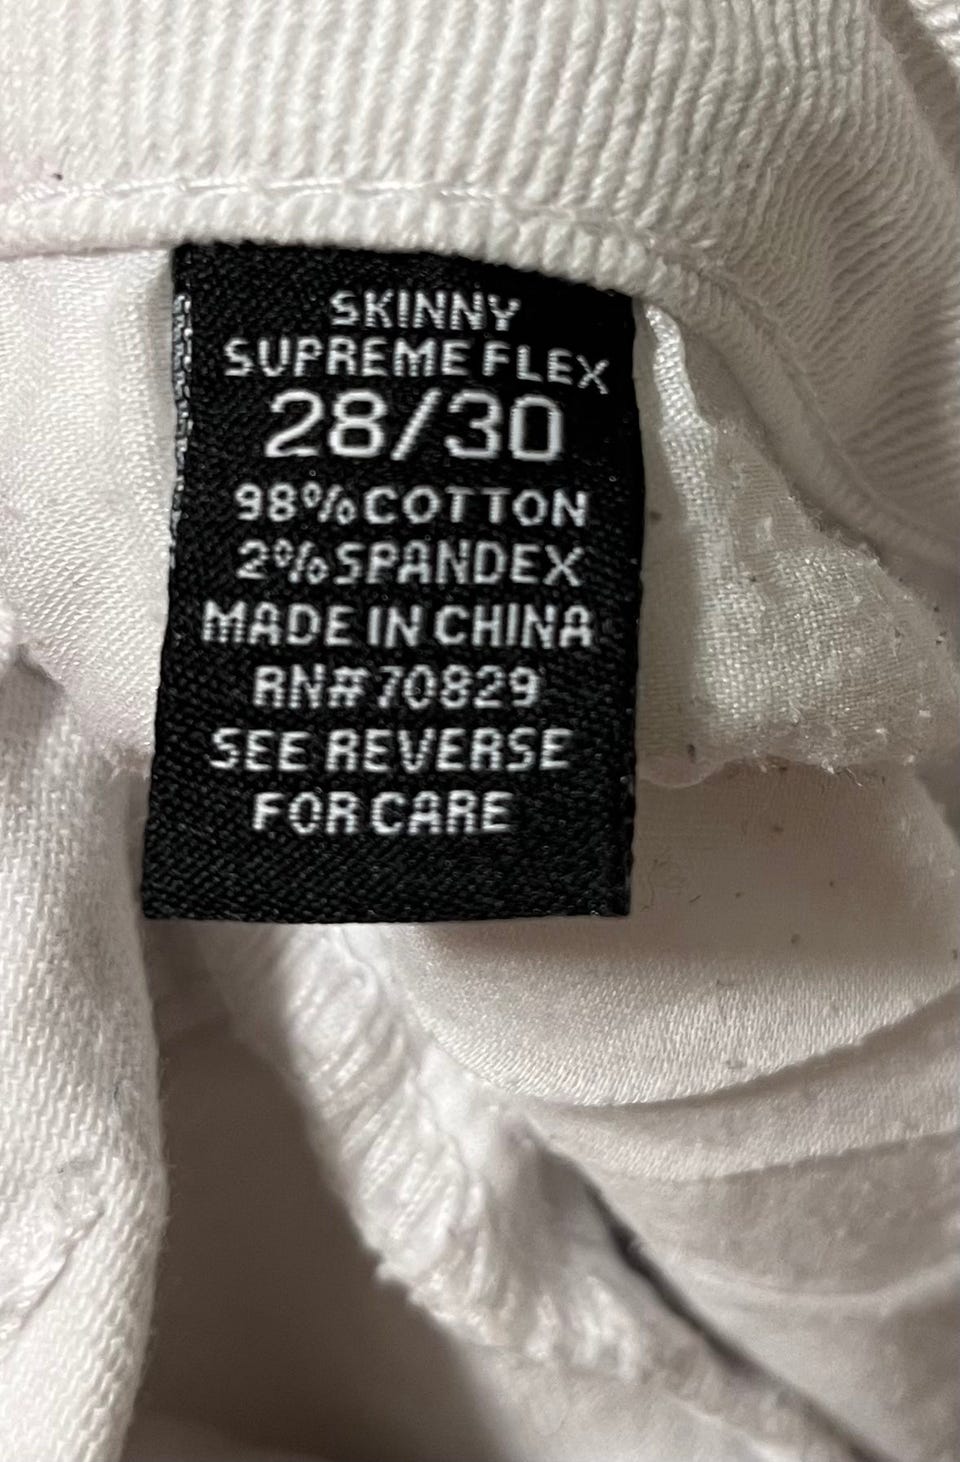 SKINNY
SUPREME FLEX
28/30
98% COTTON
2% SPANDEX
MADE IN CHINA
RN# 70829
SEE REVERSE
FOR CARE